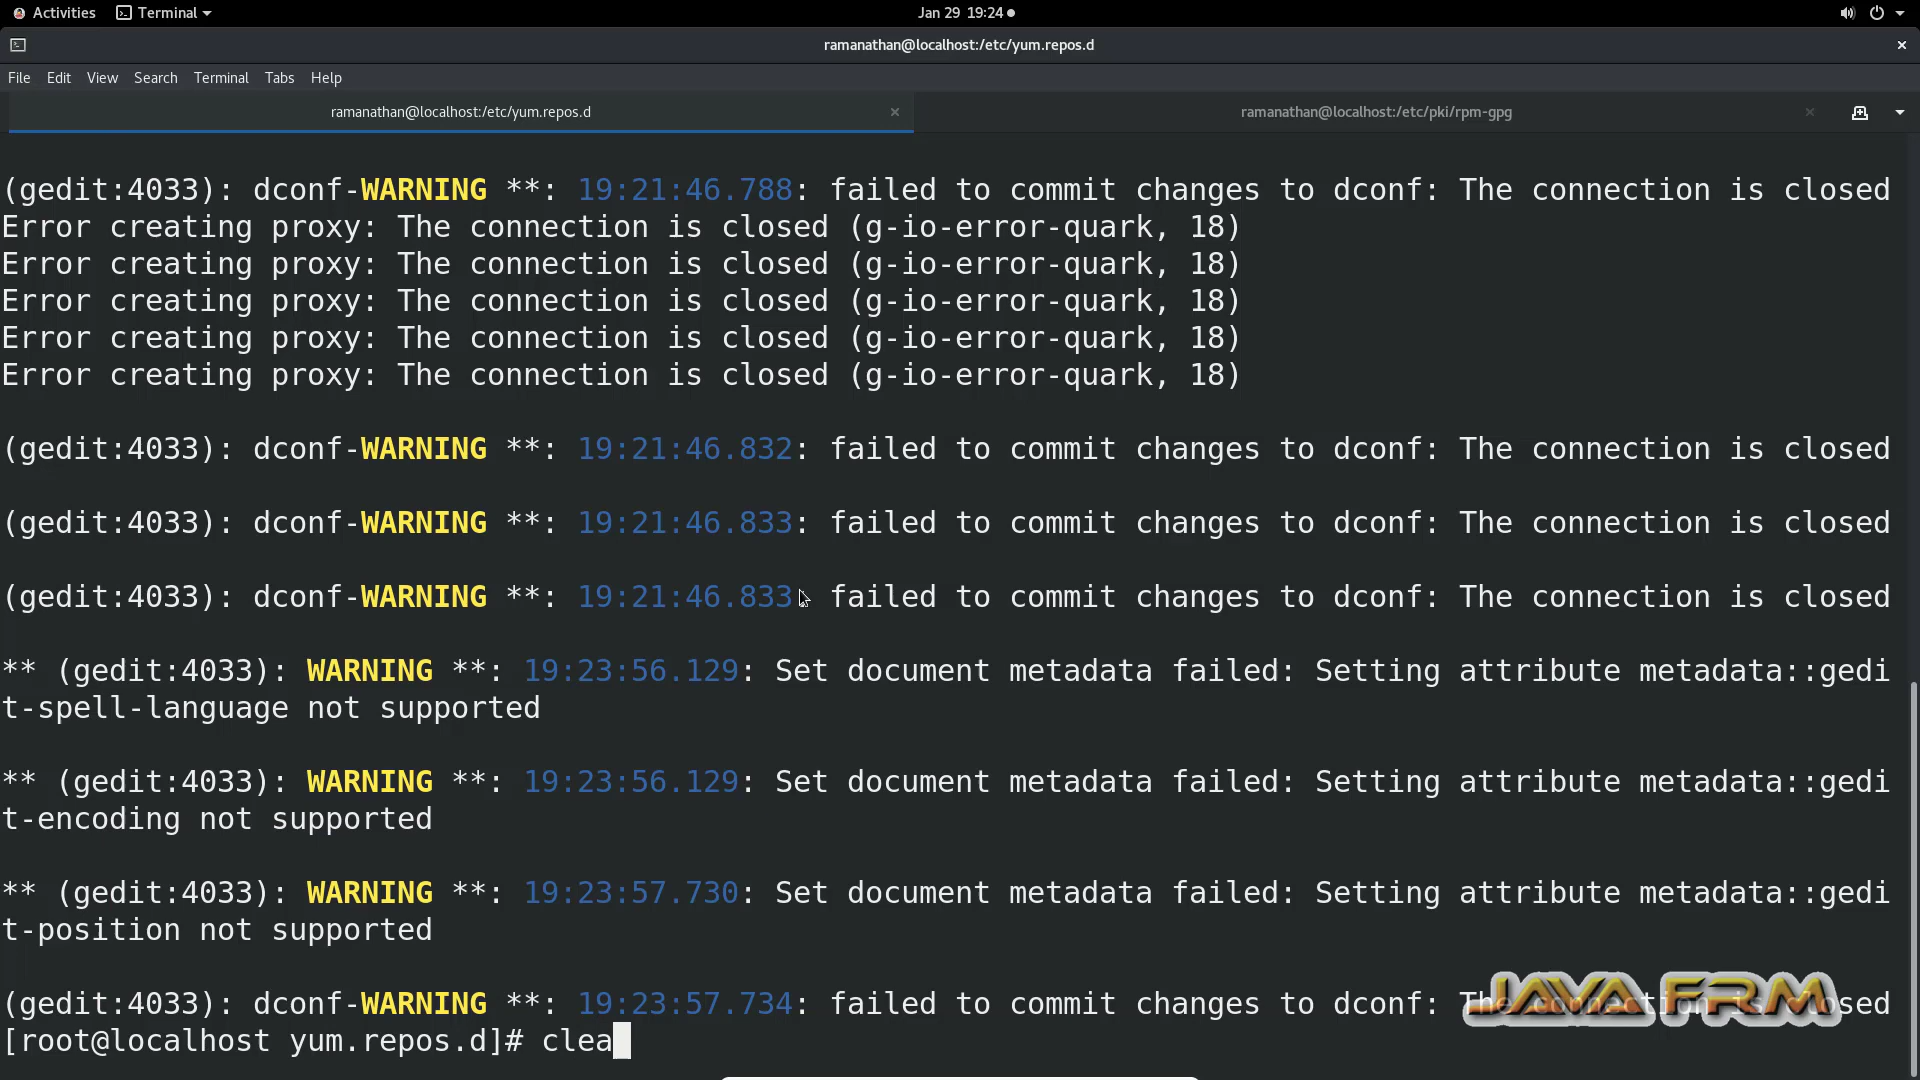 Activities Terminal Jan 29 19:24
ramanathan@localhost:/etc/yum.repos.d
File Edit View Search Terminal Tabs Help
ramanathan@localhost:/etc/yum.repos.d ramanathan@localhost:/etc/pki/rpm-gpg
(gedit:4033): dconf-WARNING **: 19:21:46.788: failed to commit changes to dconf: The connection is closed
Error creating proxy: The connection is closed (g-io-error-quark, 18)
Error creating proxy: The connection is closed (g-io-error-quark, 18)
Error creating proxy: The connection is closed (g-io-error-quark, 18)
Error creating proxy: The connection is closed (g-io-error-quark, 18)
Error creating proxy: The connection is closed (g-io-error-quark, 18)
(gedit:4033): dconf-WARNING **: 19:21:46.832: failed to commit changes to dconf: The connection is closed
(gedit:4033): dconf-WARNING **: 19:21:46.833: failed to commit changes to dconf: The connection is closed
(gedit:4033): dconf-WARNING **: 19:21:46.833: failed to commit changes to dconf: The connection is closed
** (gedit:4033): WARNING **: 19:23:56.129: Set document metadata failed: Setting attribute metadata::gedi
t-spell-language not supported
** (gedit:4033): WARNING **: 19:23:56.129: Set document metadata failed: Setting attribute metadata::gedi
t-encoding not supported
** (gedit:4033): WARNING **: 19:23:57.730: Set document metadata failed: Setting attribute metadata::gedi
t-position not supported
(gedit:4033): dconf-WARNING **: 19:23:57.734: failed to commit changes to dconf: The connection is closed
JAVA FRM
[root@localhost yum.repos.d]# clea